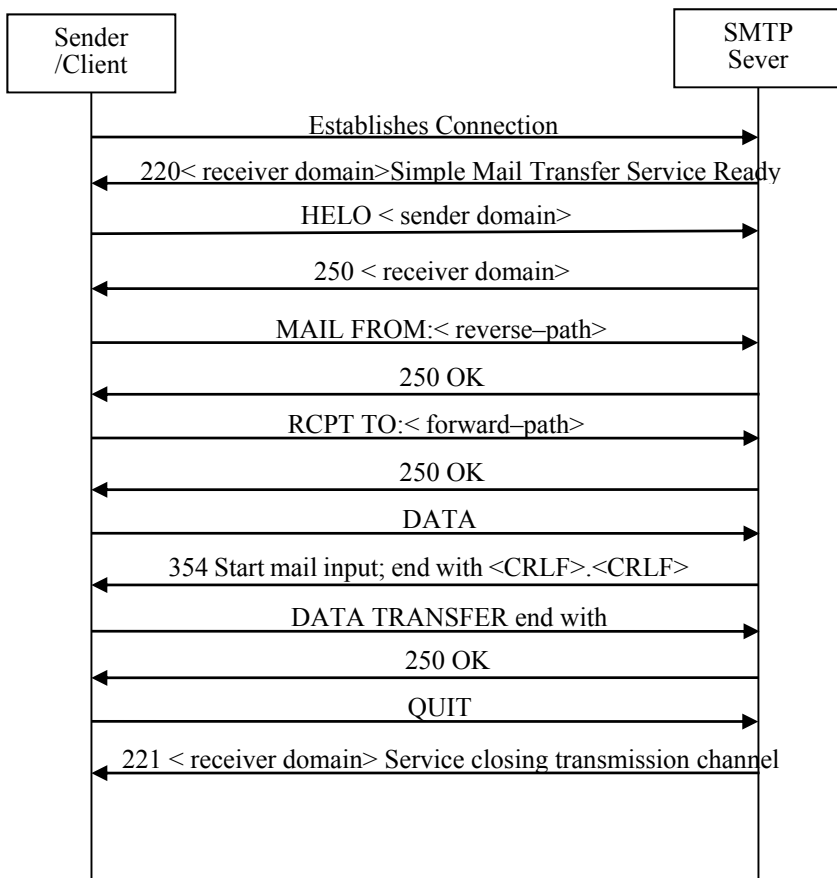 Sender
/Client
SMTP
Sever
Establishes Connection
220< receiver domain>Simple Mail Transfer Service Ready
HELO < sender domain>
250 < receiver domain>
MAIL FROM:< reverse–path>
250 OK
RCPT TO:< forward–path>
250 OK
DATA
354 Start mail input; end with <CRLF>.<CRLF>
DATA TRANSFER end with
250 OK
QUIT
221 < receiver domain> Service closing transmission channel